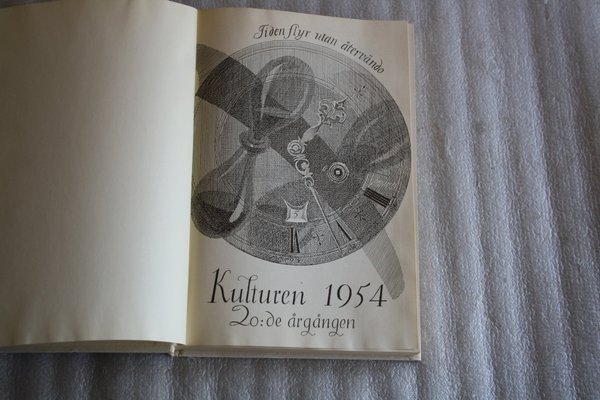 Tiden flyr utan återvändo
Kulturen 1954
20:de årgången